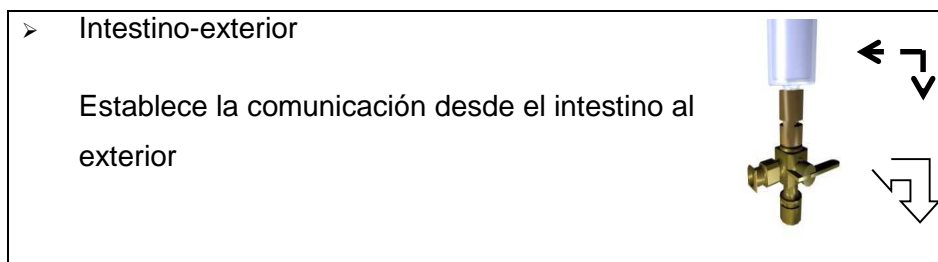 ➢ Intestino-exterior
Establece la comunicación desde el intestino al
exterior